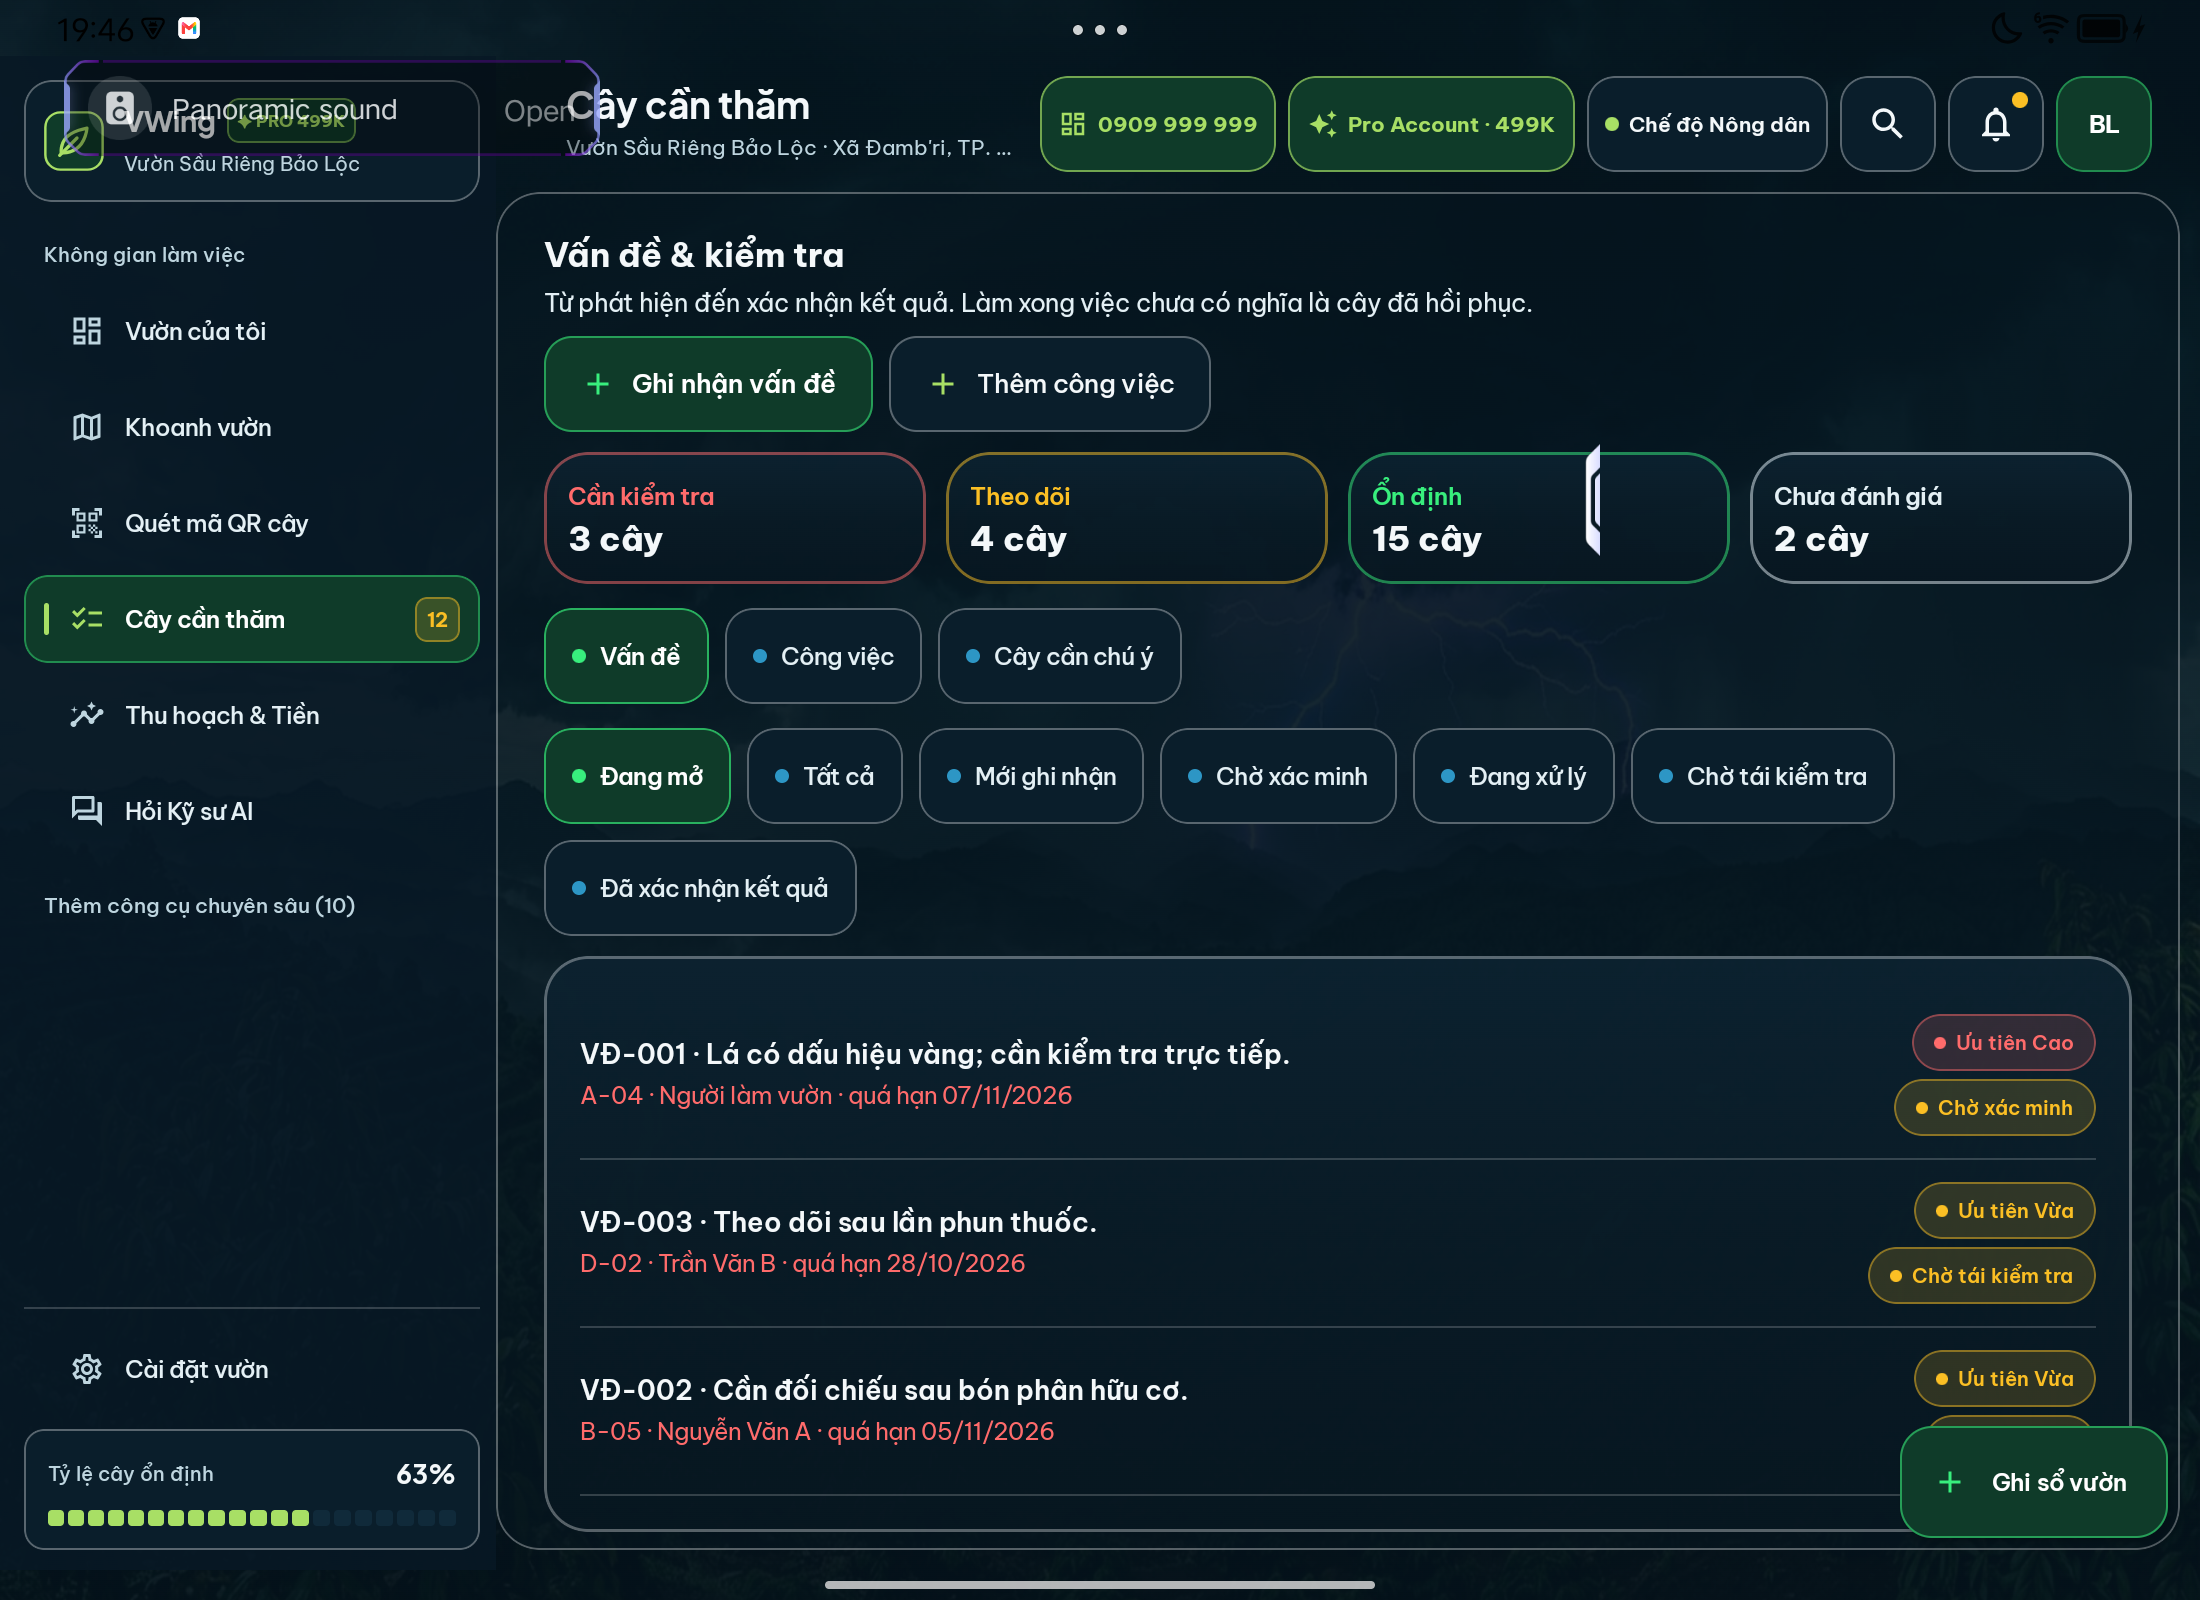 19:46
Panoramic sound
Open
VWing
PRO 499K
Vườn Sầu Riêng Bảo Lộc
Cây cần thăm
Vườn Sầu Riêng Bảo Lộc · Xã Đamb'ri, TP. ...
0909 999 999
Pro Account · 499K
Chế độ Nông dân
BL
Không gian làm việc
Vườn của tôi
Khoanh vườn
Quét mã QR cây
Cây cần thăm
12
Thu hoạch & Tiền
Hỏi Kỹ sư AI
Thêm công cụ chuyên sâu (10)
Cài đặt vườn
Tỷ lệ cây ổn định
63%
Vấn đề & kiểm tra
Từ phát hiện đến xác nhận kết quả. Làm xong việc chưa có nghĩa là cây đã hồi phục.
Ghi nhận vấn đề
Thêm công việc
Cần kiểm tra
3 cây
Theo dõi
4 cây
Ổn định
15 cây
Chưa đánh giá
2 cây
Vấn đề
Công việc
Cây cần chú ý
Đang mở
Tất cả
Mới ghi nhận
Chờ xác minh
Đang xử lý
Chờ tái kiểm tra
Đã xác nhận kết quả
VĐ-001 · Lá có dấu hiệu vàng; cần kiểm tra trực tiếp.
A-04 · Người làm vườn · quá hạn 07/11/2026
Ưu tiên Cao
Chờ xác minh
VĐ-003 · Theo dõi sau lần phun thuốc.
D-02 · Trần Văn B · quá hạn 28/10/2026
Ưu tiên Vừa
Chờ tái kiểm tra
VĐ-002 · Cần đối chiếu sau bón phân hữu cơ.
B-05 · Nguyễn Văn A · quá hạn 05/11/2026
Ưu tiên Vừa
Ghi sổ vườn